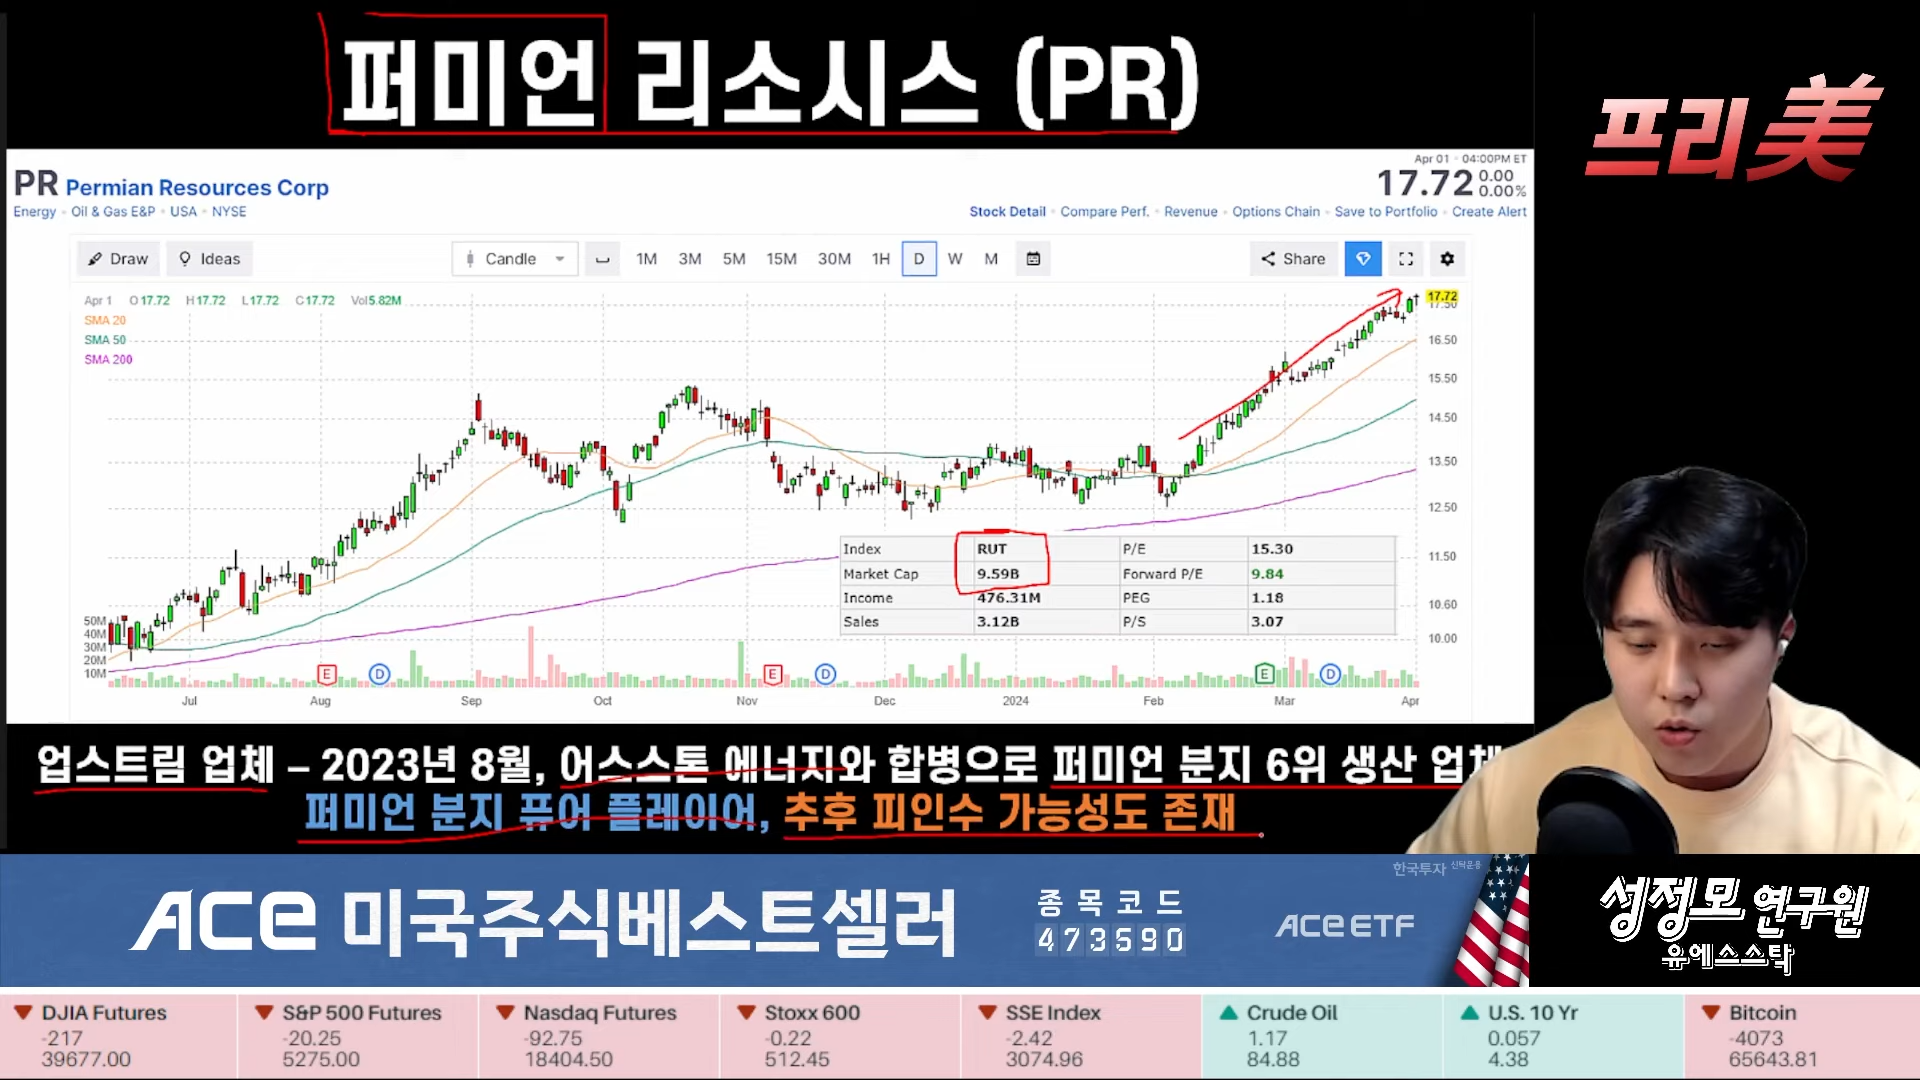 퍼미언 리소시스 (PR)
프리美
Apr 01 · 04:00PM ET
PR Permian Resources Corp
17.72 0.00 0.00%
Energy · Oil & Gas E&P · USA · NYSE
Stock Detail · Compare Perf. · Revenue · Options Chain · Save to Portfolio · Create Alert
Draw Ideas Candle 1M 3M 5M 15M 30M 1H D W M Share
Apr 1 O 17.72 H 17.72 L 17.72 C 17.72 Vol 5.82M
SMA 20
SMA 50
SMA 200
17.72
17.50
16.50
15.50
14.50
13.50
12.50
11.50
10.60
10.00
50M
40M
30M
20M
10M
Index RUT P/E 15.30
Market Cap 9.59B Forward P/E 9.84
Income 476.31M PEG 1.18
Sales 3.12B P/S 3.07
E D E D E D
Jul Aug Sep Oct Nov Dec 2024 Feb Mar Apr
업스트림 업체 – 2023년 8월, 어스스톤 에너지와 합병으로 퍼미언 분지 6위 생산 업체
퍼미언 분지 퓨어 플레이어, 추후 피인수 가능성도 존재
한국투자 신탁운용
ACE 미국주식베스트셀러
종목코드
473590
ACE ETF
성정모 연구원
유에스스탁
DJIA Futures
-217
39677.00
S&P 500 Futures
-20.25
5275.00
Nasdaq Futures
-92.75
18404.50
Stoxx 600
-0.22
512.45
SSE Index
-2.42
3074.96
Crude Oil
1.17
84.88
U.S. 10 Yr
0.057
4.38
Bitcoin
-4073
65643.81